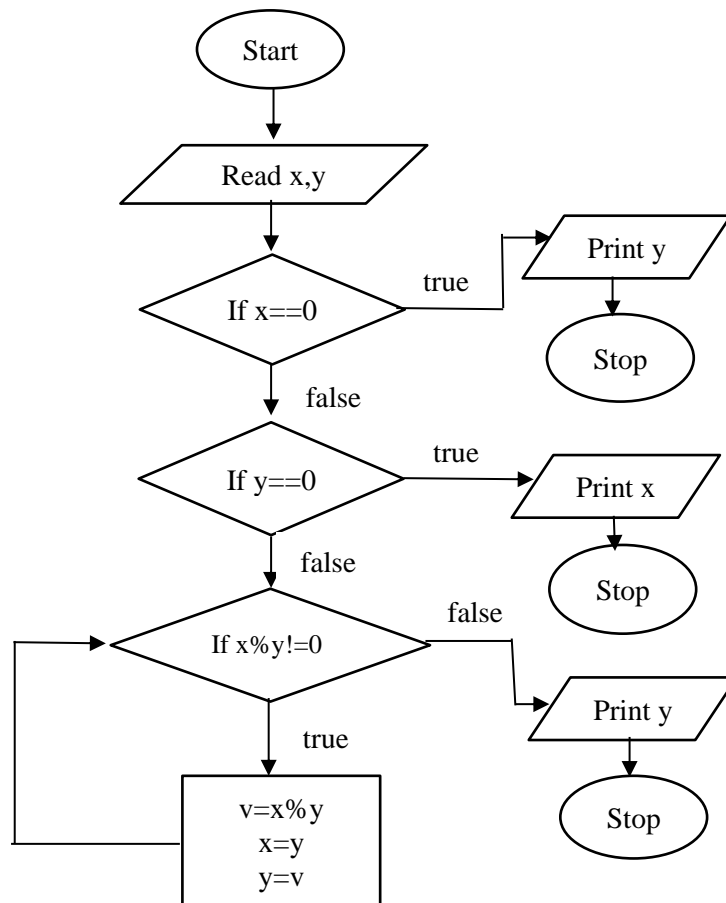 Start
Read x,y
If x==0
true
Print y
Stop
false
If y==0
true
Print x
Stop
false
If x%y!=0
false
Print y
Stop
true
v=x%y
x=y
y=v